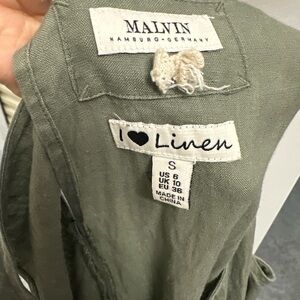 MALVIN
HAMBURG • GERMANY
I ♥ Linen
S
US 6
UK 10
EU 36
MADE IN
CHINA